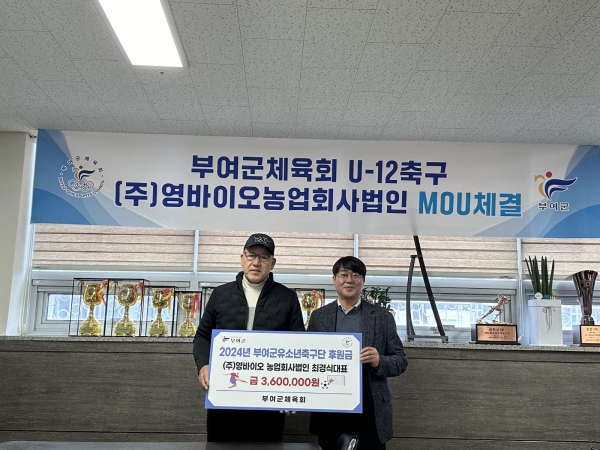 부여군체육회 U-12축구
(주)영바이오농업회사법인 MOU체결
부여군
부여군
2024년 부여군유소년축구단 후원금
(주)영바이오 농업회사법인 최경식대표
금 3,600,000원
부여군체육회